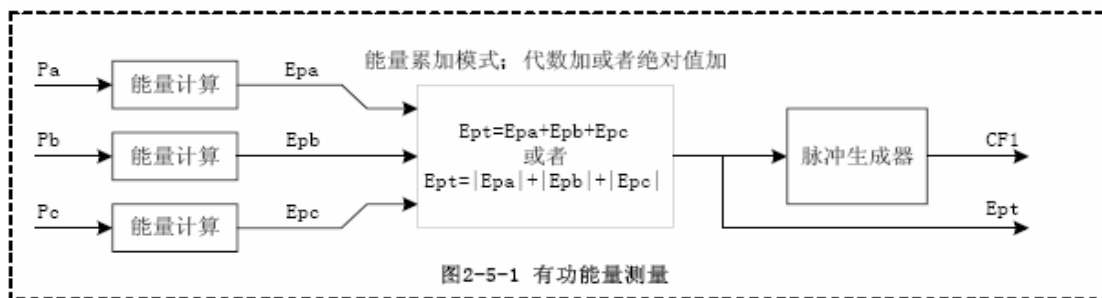 能量累加模式；代数加或者绝对值加
Pa
能量计算
Epa
Pb
能量计算
Epb
Pc
能量计算
Epc
Ept=Epa+Epb+Epc
或者
Ept=|Epa|+|Epb|+|Epc|
脉冲生成器
CF1
Ept
图2-5-1 有功能量测量